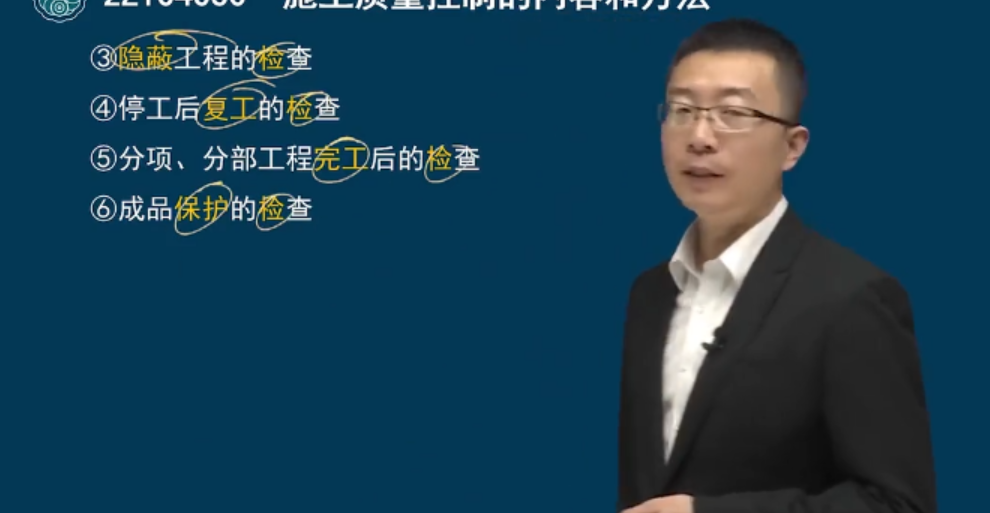 22104030 施工质量控制的内容和方法
③隐蔽工程的检查
④停工后复工的检查
⑤分项、分部工程完工后的检查
⑥成品保护的检查